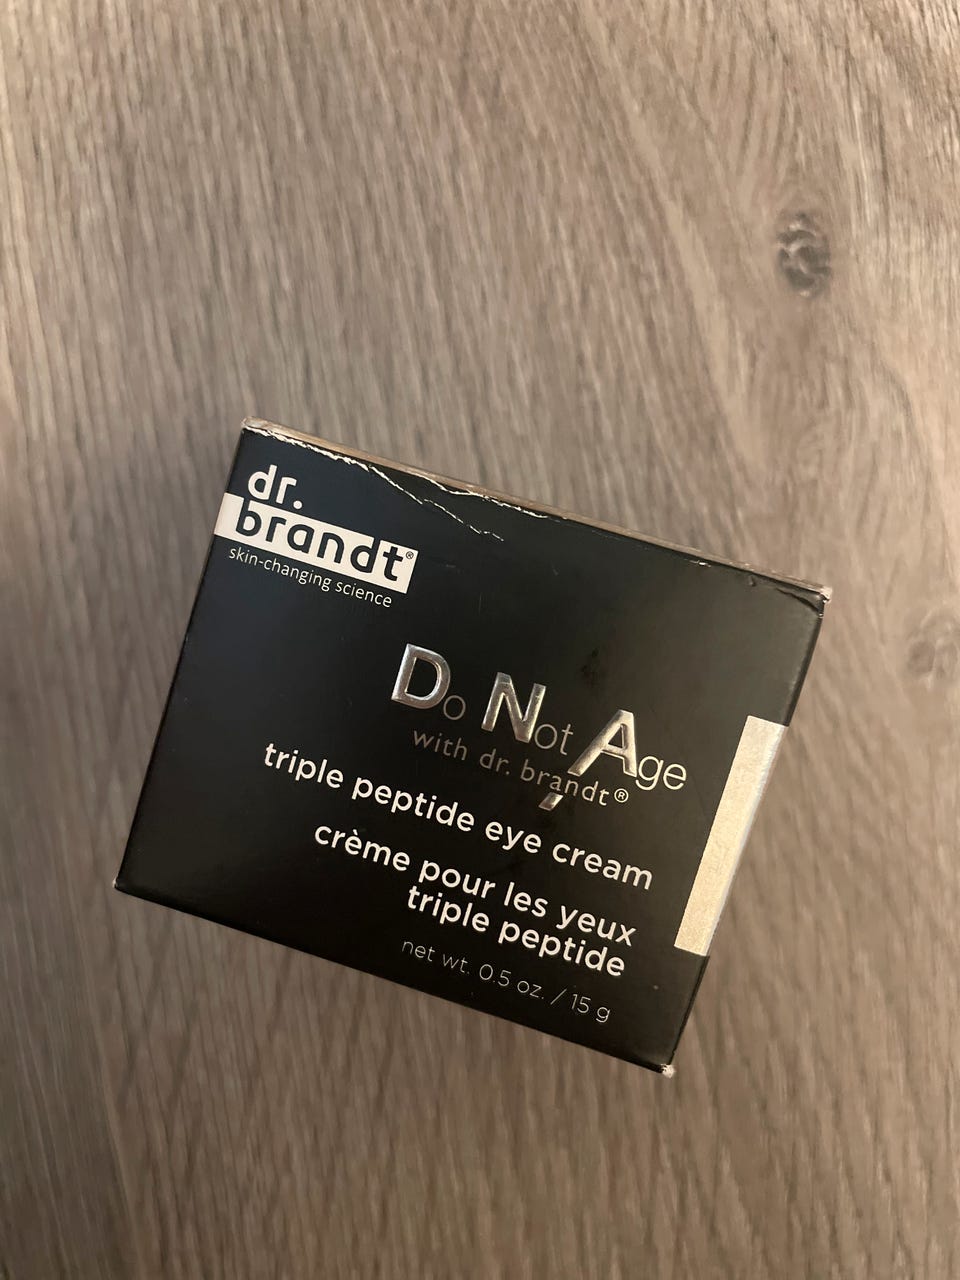 dr.
brandt®
skin-changing science
Do Not Age
with dr. brandt®
triple peptide eye cream
crème pour les yeux
triple peptide
net wt. 0.5 oz. / 15 g